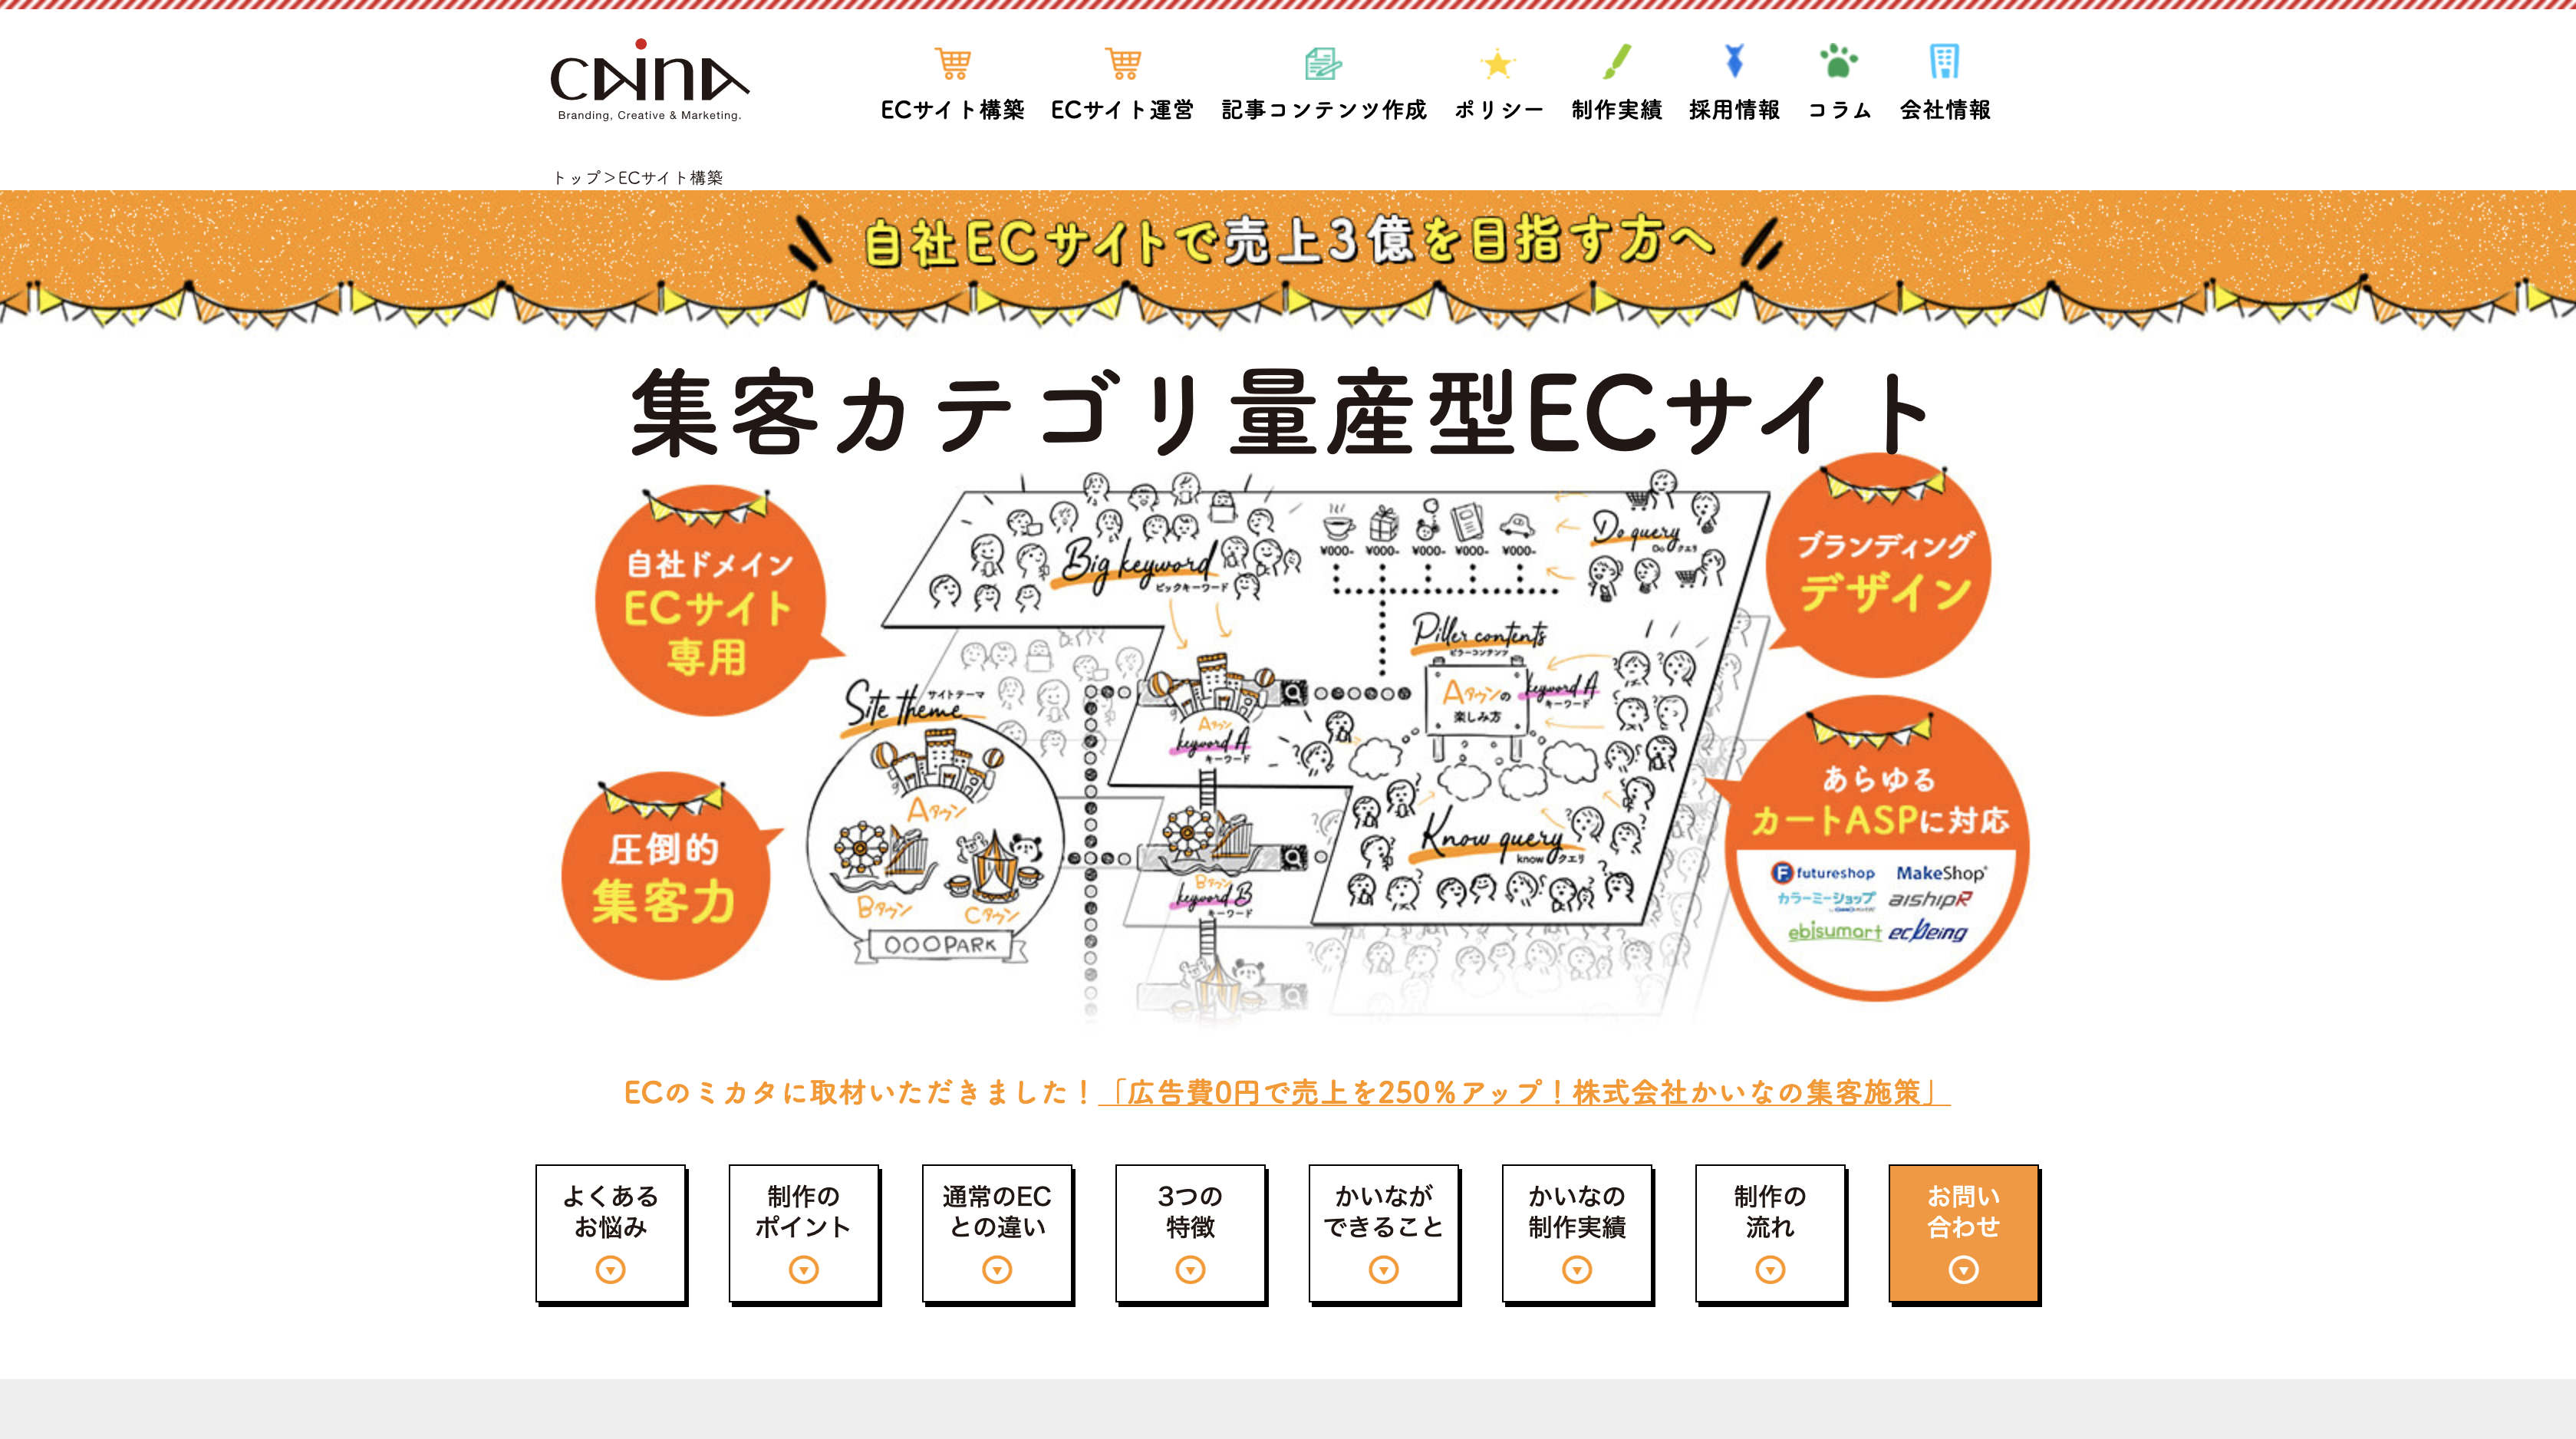 CAINA
Branding, Creative & Marketing.
ECサイト構築
ECサイト運営
記事コンテンツ作成
ポリシー
制作実績
採用情報
コラム
会社情報
トップ>ECサイト構築
自社ECサイトで売上3億を目指す方へ
集客カテゴリ量産型ECサイト
自社ドメイン
ECサイト
専用
圧倒的
集客力
ブランディング
デザイン
あらゆる
カートASPに対応
futureshop
MakeShop
カラーミーショップ
aishipR
ebisumart
ecbeing
Big keyword
ビックキーワード
¥000-
¥000-
¥000-
¥000-
¥000-
Do query
Doクエリ
Piller contents
ピラーコンテンツ
Aタウンの
楽しみ方
keyword A
キーワード
Site theme
サイトテーマ
Aタウン
Bタウン
Cタウン
OOOPARK
Aタウン
keyword A
キーワード
Bタウン
keyword B
キーワード
Know query
knowクエリ
ECのミカタに取材いただきました！「広告費0円で売上を250%アップ！株式会社かいなの集客施策」
よくある
お悩み
制作の
ポイント
通常のEC
との違い
3つの
特徴
かいなが
できること
かいなの
制作実績
制作の
流れ
お問い
合わせ